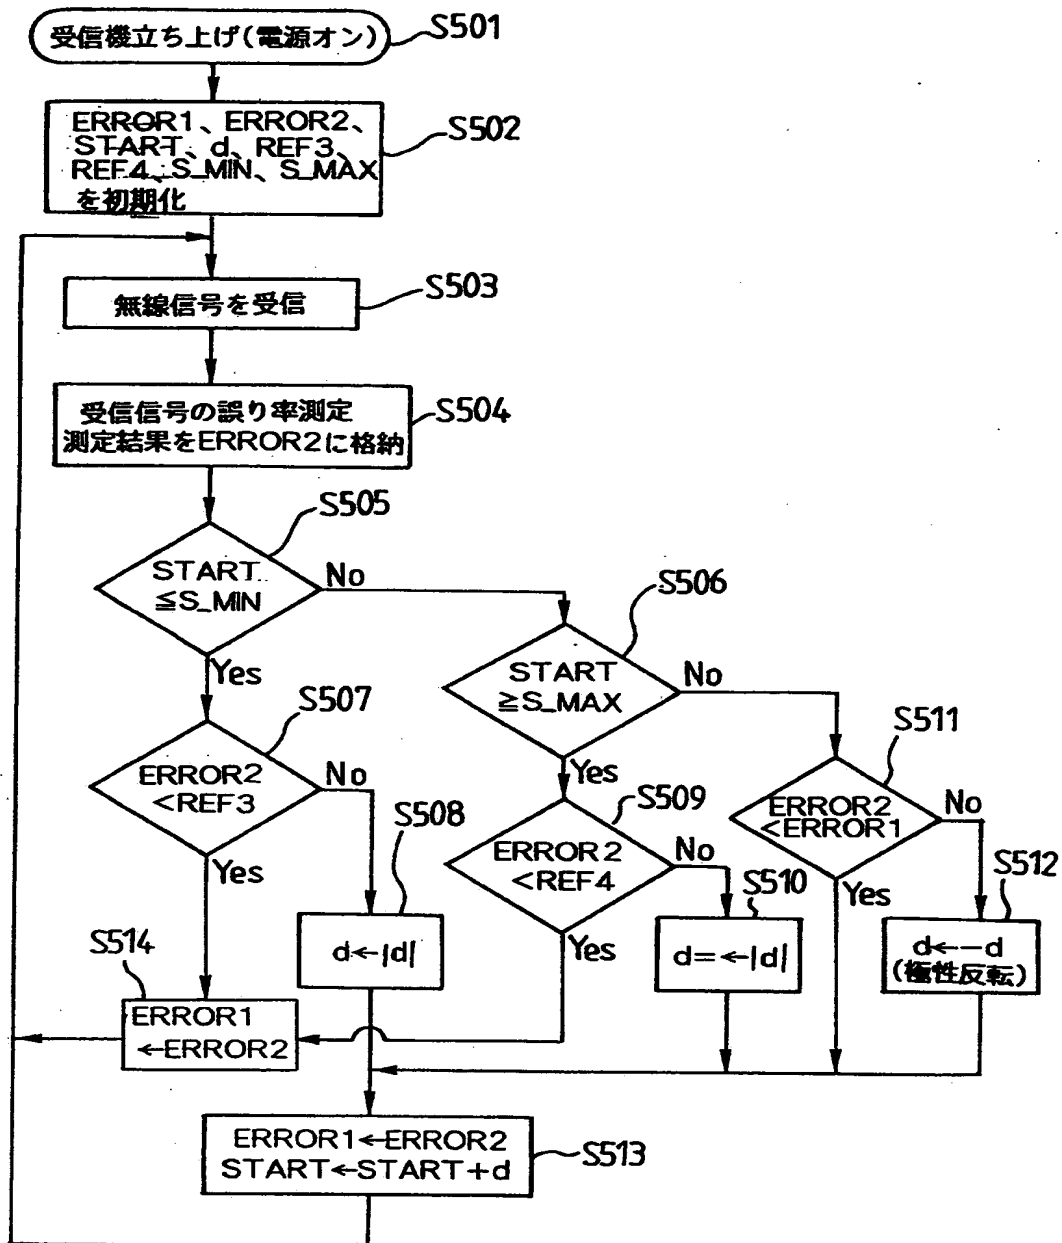 受信機立ち上げ(電源オン)
S501
ERROR1、ERROR2、
START、d、REF3、
REF4、S_MIN、S_MAX
を初期化
S502
無線信号を受信
S503
受信信号の誤り率測定
測定結果をERROR2に格納
S504
START
≦S_MIN
S505
No
Yes
START
≧S_MAX
S506
No
Yes
ERROR2
<REF3
S507
No
Yes
d←|d|
S508
ERROR2
<REF4
S509
No
Yes
d=←|d|
S510
ERROR2
<ERROR1
S511
No
Yes
d←-d
(極性反転)
S512
ERROR1
←ERROR2
S514
ERROR1←ERROR2
START←START+d
S513